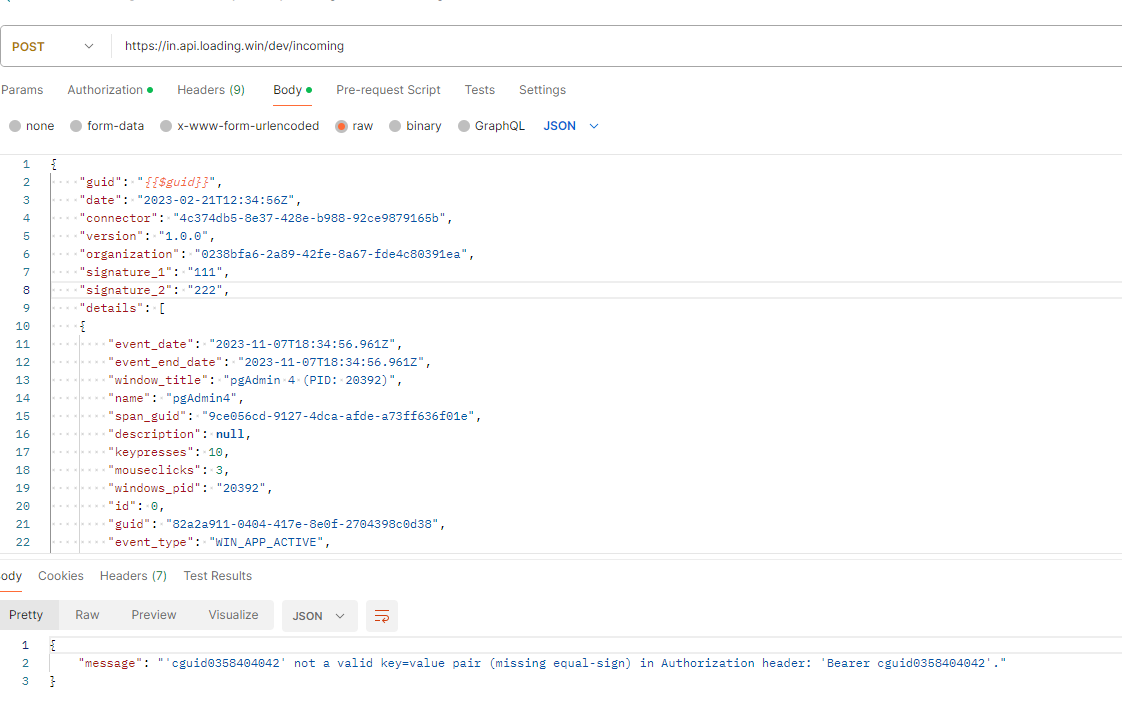 POST https://in.api.loading.win/dev/incoming
Params Authorization Headers (9) Body Pre-request Script Tests Settings
none form-data x-www-form-urlencoded raw binary GraphQL JSON
1 {
2 "guid": "{{$guid}}",
3 "date": "2023-02-21T12:34:56Z",
4 "connector": "4c374db5-8e37-428e-b988-92ce9879165b",
5 "version": "1.0.0",
6 "organization": "0238bfa6-2a89-42fe-8a67-fde4c80391ea",
7 "signature_1": "111",
8 "signature_2": "222",
9 "details": [
10 {
11 "event_date": "2023-11-07T18:34:56.961Z",
12 "event_end_date": "2023-11-07T18:34:56.961Z",
13 "window_title": "pgAdmin 4 (PID: 20392)",
14 "name": "pgAdmin4",
15 "span_guid": "9ce056cd-9127-4dca-afde-a73ff636f01e",
16 "description": null,
17 "keypresses": 10,
18 "mouseclicks": 3,
19 "windows_pid": "20392",
20 "id": 0,
21 "guid": "82a2a911-0404-417e-8e0f-2704398c0d38",
22 "event_type": "WIN_APP_ACTIVE",
ody Cookies Headers (7) Test Results
Pretty Raw Preview Visualize JSON
1 {
2 "message": "'cguid0358404042' not a valid key=value pair (missing equal-sign) in Authorization header: 'Bearer cguid0358404042'."
3 }